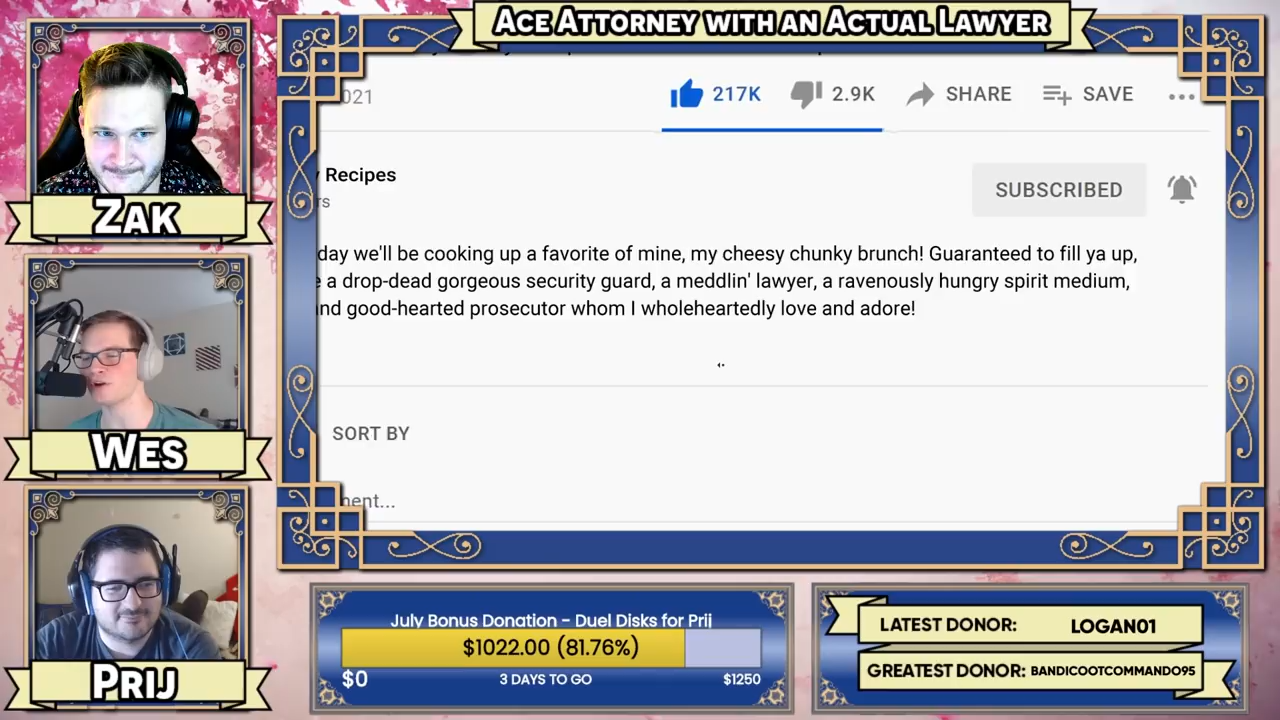 ACE ATTORNEY WITH AN ACTUAL LAWYER
ZAK
WES
PRIJ
021
217K
2.9K
SHARE
SAVE
Recipes
rs
SUBSCRIBED
day we'll be cooking up a favorite of mine, my cheesy chunky brunch! Guaranteed to fill ya up,
e a drop-dead gorgeous security guard, a meddlin' lawyer, a ravenously hungry spirit medium,
nd good-hearted prosecutor whom I wholeheartedly love and adore!
SORT BY
ment...
July Bonus Donation - Duel Disks for Prij
$1022.00 (81.76%)
$0
3 DAYS TO GO
$1250
LATEST DONOR: LOGAN01
GREATEST DONOR: BANDICOOTCOMMANDO95